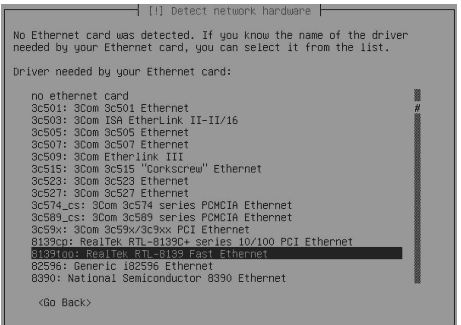 [!] Detect network hardware
No Ethernet card was detected. If you know the name of the driver
needed by your Ethernet card, you can select it from the list.
Driver needed by your Ethernet card:
no ethernet card
3c501: 3Com 3c501 Ethernet
3c503: 3Com ISA EtherLink II-II/16
3c505: 3Com 3c505 Ethernet
3c507: 3Com 3c507 Ethernet
3c509: 3Com Etherlink III
3c515: 3Com 3c515 "Corkscrew" Ethernet
3c523: 3Com 3c523 Ethernet
3c527: 3Com 3c527 Ethernet
3c574_cs: 3Com 3c574 series PCMCIA Ethernet
3c589_cs: 3Com 3c589 series PCMCIA Ethernet
3c59x: 3Com 3c59x/3c9xx PCI Ethernet
8139cp: RealTek RTL-8139C+ series 10/100 PCI Ethernet
8139too: RealTek RTL-8139 Fast Ethernet
82596: Generic i82596 Ethernet
8390: National Semiconductor 8390 Ethernet
<Go Back>